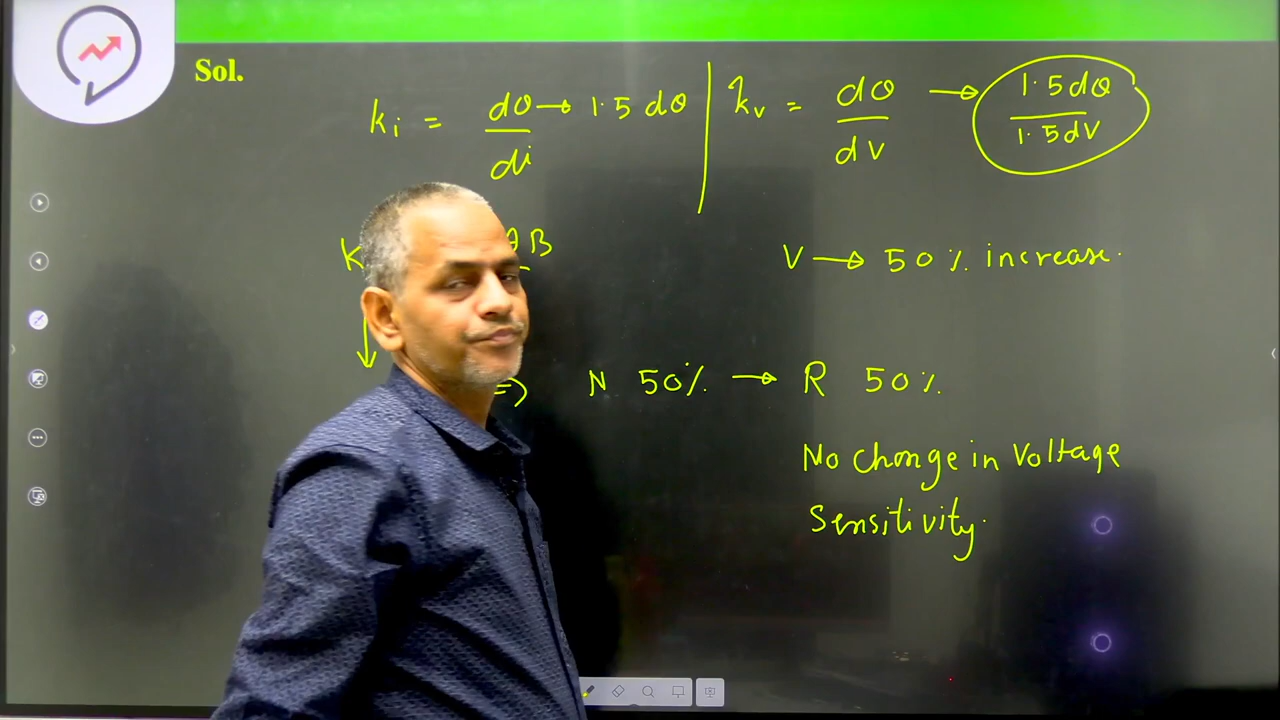 Sol.
ki = dθ/di → 1.5 dθ | kv = dθ/dv → 1.5dθ/1.5dv
K B
V → 50% increase.
⇒ N 50% → R 50%
No Change in Voltage
Sensitivity.